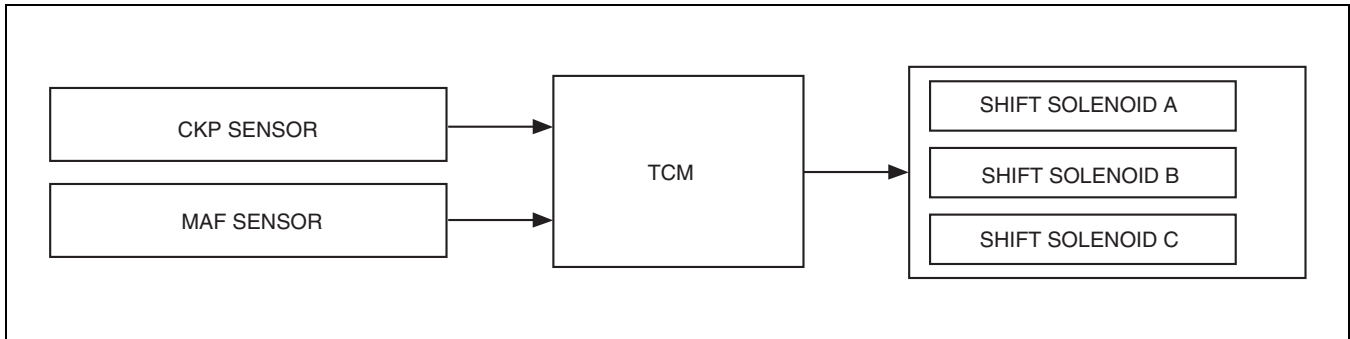 CKP SENSOR
MAF SENSOR
TCM
SHIFT SOLENOID A
SHIFT SOLENOID B
SHIFT SOLENOID C